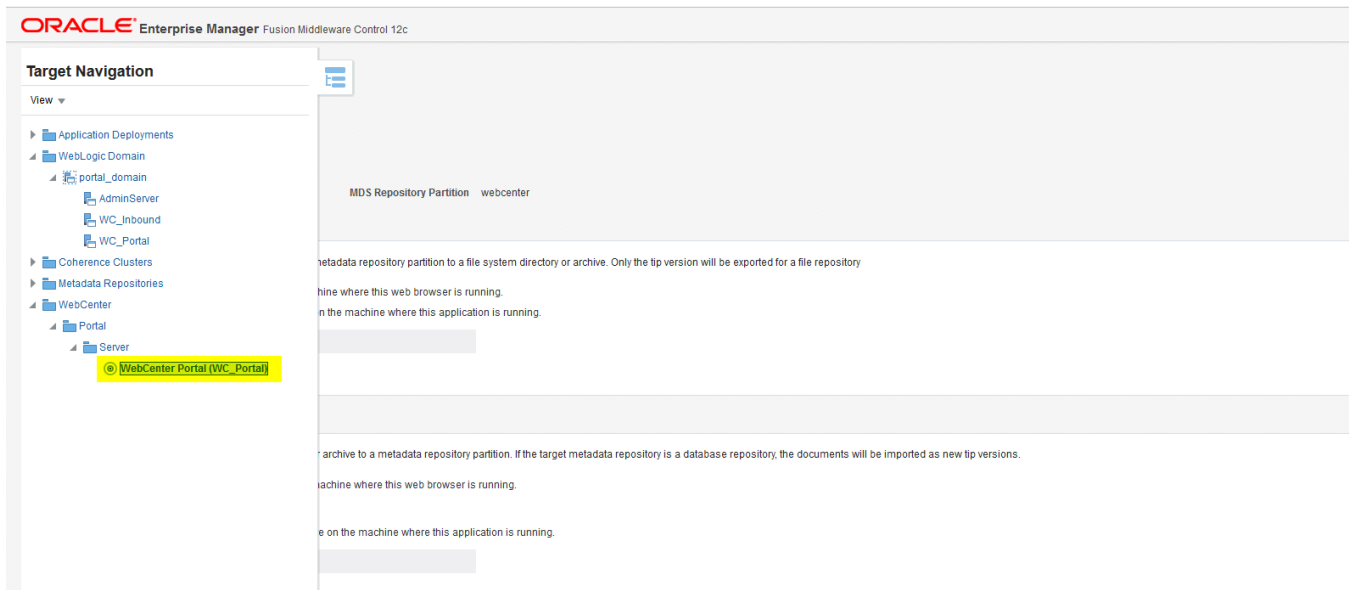 ORACLE Enterprise Manager Fusion Middleware Control 12c
Target Navigation
View
Application Deployments
WebLogic Domain
portal_domain
AdminServer
WC_Inbound
WC_Portal
Coherence Clusters
Metadata Repositories
WebCenter
Portal
Server
WebCenter Portal (WC_Portal)
MDS Repository Partition webcenter
metadata repository partition to a file system directory or archive. Only the tip version will be exported for a file repository
hine where this web browser is running.
n the machine where this application is running.
archive to a metadata repository partition. If the target metadata repository is a database repository, the documents will be imported as new tip versions.
achine where this web browser is running.
e on the machine where this application is running.